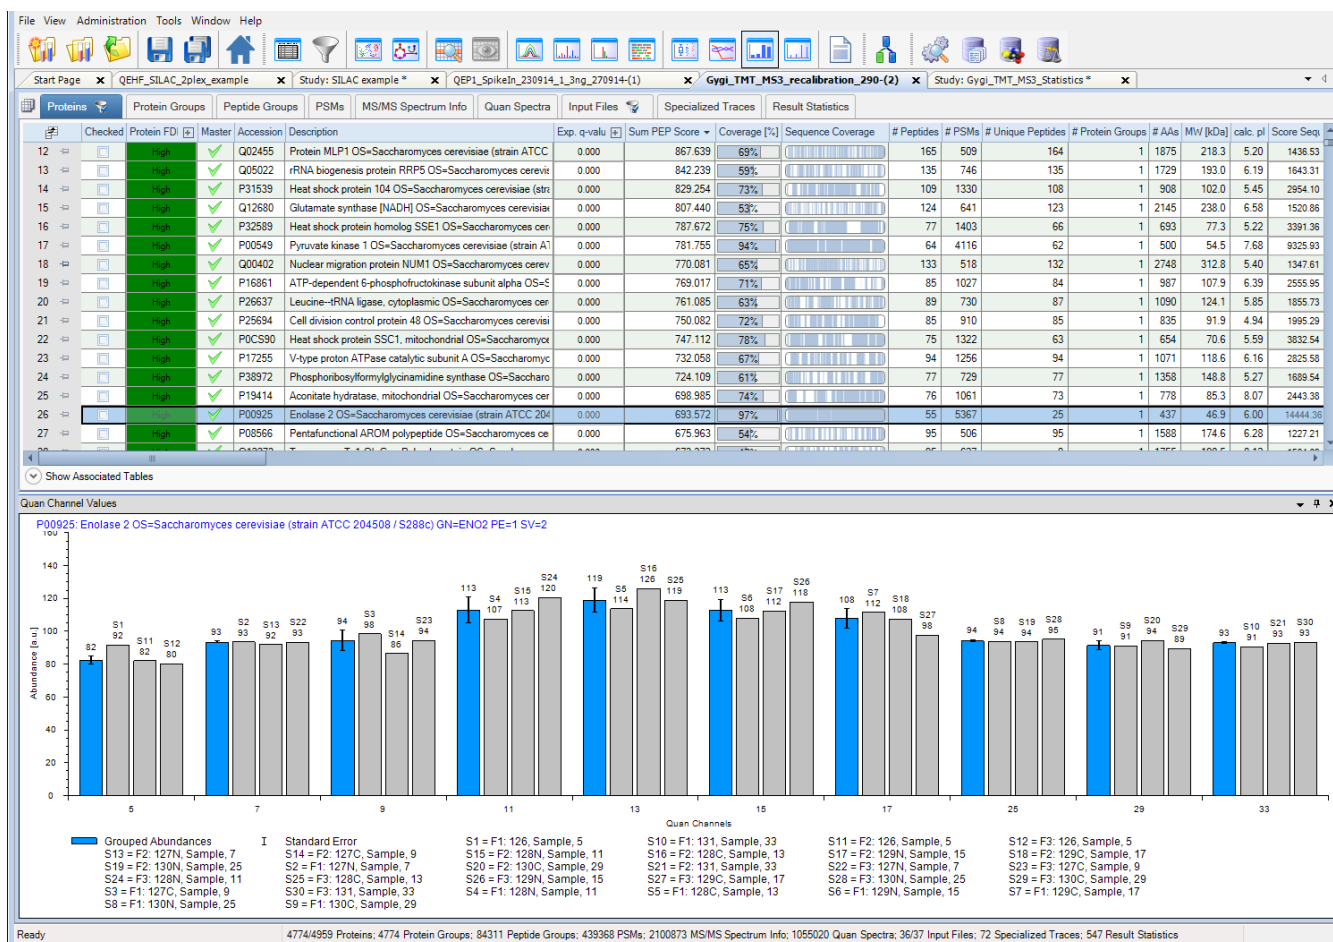 File View Administration Tools Window Help
Start Page QEHF_SILAC_2plex_example Study: SILAC example * QEP1_SpikeIn_230914_1_3ng_270914-(1) Gygi_TMT_MS3_recalibration_290-(2) Study: Gygi_TMT_MS3_Statistics *
Proteins Protein Groups Peptide Groups PSMs MS/MS Spectrum Info Quan Spectra Input Files Specialized Traces Result Statistics
Checked Protein FDI Master Accession Description Exp. q-valu Sum PEP Score Coverage [%] Sequence Coverage # Peptides # PSMs # Unique Peptides # Protein Groups # AAs MW [kDa] calc. pI Score Sequ
12 High Q02455 Protein MLP1 OS=Saccharomyces cerevisiae (strain ATCC 0.000 867.639 69% 165 509 164 1 1875 218.3 5.20 1436.53
13 High Q05022 rRNA biogenesis protein RRP5 OS=Saccharomyces cerevis 0.000 842.239 59% 135 746 135 1 1729 193.0 6.19 1643.31
14 High P31539 Heat shock protein 104 OS=Saccharomyces cerevisiae (stra 0.000 829.254 73% 109 1330 108 1 908 102.0 5.45 2954.10
15 High Q12680 Glutamate synthase [NADH] OS=Saccharomyces cerevisiae 0.000 807.440 53% 124 641 123 1 2145 238.0 6.58 1520.86
16 High P32589 Heat shock protein homolog SSE1 OS=Saccharomyces cer 0.000 787.672 75% 77 1403 66 1 693 77.3 5.22 3391.36
17 High P00549 Pyruvate kinase 1 OS=Saccharomyces cerevisiae (strain AT 0.000 781.755 94% 64 4116 62 1 500 54.5 7.68 9325.93
18 High Q00402 Nuclear migration protein NUM1 OS=Saccharomyces cerev 0.000 770.081 65% 133 518 132 1 2748 312.8 5.40 1347.61
19 High P16861 ATP-dependent 6-phosphofructokinase subunit alpha OS=S 0.000 769.017 71% 85 1027 84 1 987 107.9 6.39 2555.95
20 High P26637 Leucine--tRNA ligase, cytoplasmic OS=Saccharomyces cer 0.000 761.085 63% 89 730 87 1 1090 124.1 5.85 1855.73
21 High P25694 Cell division control protein 48 OS=Saccharomyces cerevisi 0.000 750.082 72% 85 910 85 1 835 91.9 4.94 1995.29
22 High P0CS90 Heat shock protein SSC1, mitochondrial OS=Saccharomyces 0.000 747.112 78% 75 1322 63 1 654 70.6 5.59 3832.54
23 High P17255 V-type proton ATPase catalytic subunit A OS=Saccharomyc 0.000 732.058 67% 94 1256 94 1 1071 118.6 6.16 2825.58
24 High P38972 Phosphoribosylformylglycinamidine synthase OS=Saccharo 0.000 724.109 61% 77 729 77 1 1358 148.8 5.27 1689.54
25 High P19414 Aconitate hydratase, mitochondrial OS=Saccharomyces cer 0.000 698.985 74% 76 1061 73 1 778 85.3 8.07 2443.38
26 High P00925 Enolase 2 OS=Saccharomyces cerevisiae (strain ATCC 204 0.000 693.572 97% 55 5367 25 1 437 46.9 6.00 14444.36
27 High P08566 Pentafunctional AROM polypeptide OS=Saccharomyces ce 0.000 675.963 54% 95 506 95 1 1588 174.6 6.28 1227.21
Show Associated Tables
Quan Channel Values
P00925: Enolase 2 OS=Saccharomyces cerevisiae (strain ATCC 204508 / S288c) GN=ENO2 PE=1 SV=2
Abundance [a.u.]
160
140
120
100
80
60
40
20
0
82 S1 92 S11 82 S12 80
93 S2 93 S13 92 S22 93
94 S3 98 S14 86 S23 94
113 S4 107 S15 113 S24 120
119 S5 114 S16 126 S25 119
113 S6 108 S17 112 S26 118
108 S7 112 S18 108 S27 98
94 S8 94 S19 94 S28 95
91 S9 91 S20 94 S29 89
93 S10 91 S21 93 S30 93
5 7 9 11 13 15 17 25 29 33
Quan Channels
Grouped Abundances I Standard Error S1 = F1: 126, Sample, 5 S10 = F1: 131, Sample, 33 S11 = F2: 126, Sample, 5 S12 = F3: 126, Sample, 5
S13 = F2: 127N, Sample, 7 S14 = F2: 127C, Sample, 9 S15 = F2: 128N, Sample, 11 S16 = F2: 128C, Sample, 13 S17 = F2: 129N, Sample, 15 S18 = F2: 129C, Sample, 17
S19 = F2: 130N, Sample, 25 S2 = F1: 127N, Sample, 7 S20 = F2: 130C, Sample, 29 S21 = F2: 131, Sample, 33 S22 = F3: 127N, Sample, 7 S23 = F3: 127C, Sample, 9
S24 = F3: 128N, Sample, 11 S25 = F3: 128C, Sample, 13 S26 = F3: 129N, Sample, 15 S27 = F3: 129C, Sample, 17 S28 = F3: 130N, Sample, 25 S29 = F3: 130C, Sample, 29
S3 = F1: 127C, Sample, 9 S30 = F3: 131, Sample, 33 S4 = F1: 128N, Sample, 11 S5 = F1: 128C, Sample, 13 S6 = F1: 129N, Sample, 15 S7 = F1: 129C, Sample, 17
S8 = F1: 130N, Sample, 25 S9 = F1: 130C, Sample, 29
Ready 4774/4959 Proteins; 4774 Protein Groups; 84311 Peptide Groups; 439368 PSMs; 2100873 MS/MS Spectrum Info; 1055020 Quan Spectra; 36/37 Input Files; 72 Specialized Traces; 547 Result Statistics